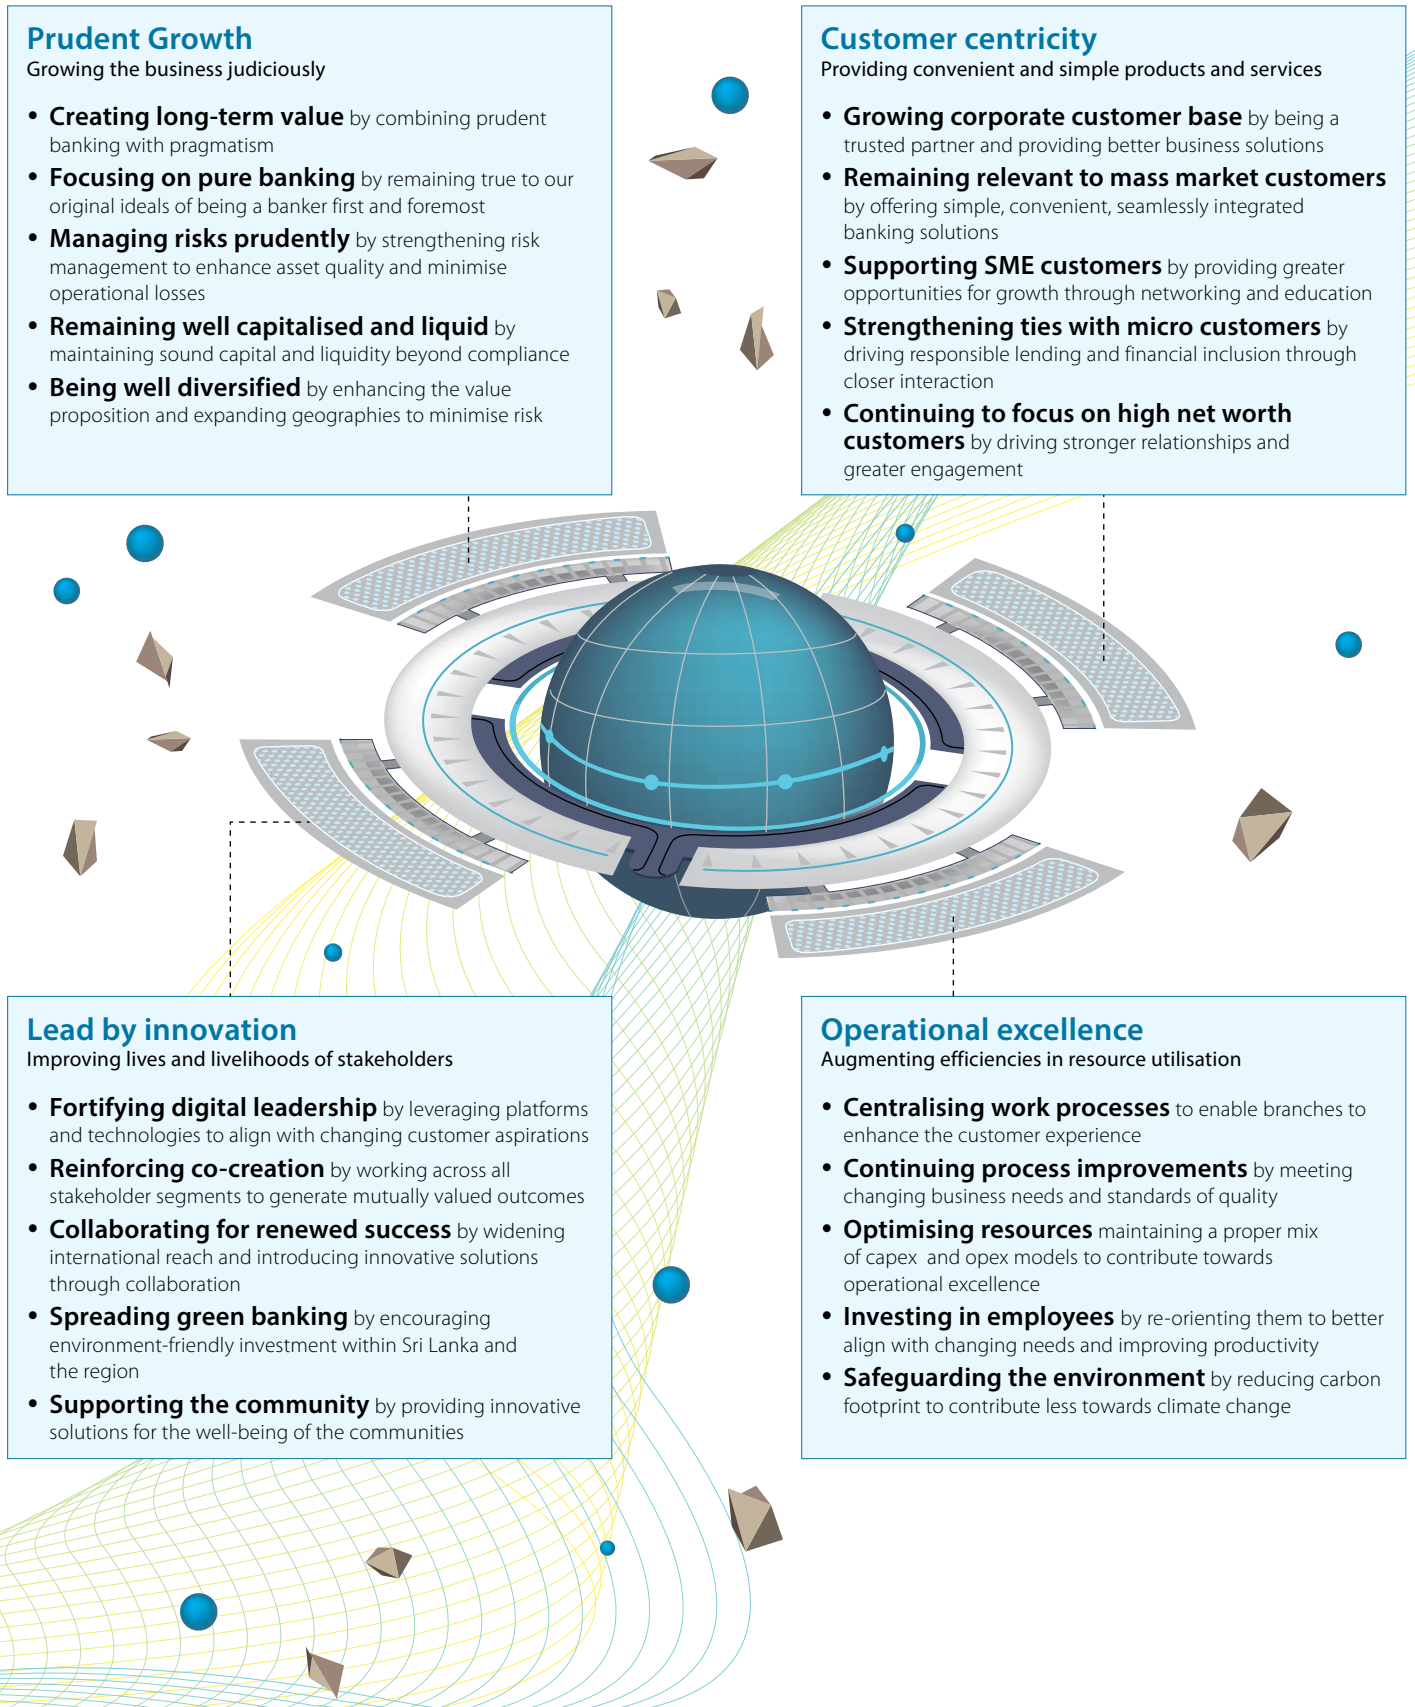 Prudent Growth
Growing the business judiciously
• Creating long-term value by combining prudent
banking with pragmatism
• Focusing on pure banking by remaining true to our
original ideals of being a banker first and foremost
• Managing risks prudently by strengthening risk
management to enhance asset quality and minimise
operational losses
• Remaining well capitalised and liquid by
maintaining sound capital and liquidity beyond compliance
• Being well diversified by enhancing the value
proposition and expanding geographies to minimise risk
Customer centricity
Providing convenient and simple products and services
• Growing corporate customer base by being a
trusted partner and providing better business solutions
• Remaining relevant to mass market customers
by offering simple, convenient, seamlessly integrated
banking solutions
• Supporting SME customers by providing greater
opportunities for growth through networking and education
• Strengthening ties with micro customers by
driving responsible lending and financial inclusion through
closer interaction
• Continuing to focus on high net worth
customers by driving stronger relationships and
greater engagement
Lead by innovation
Improving lives and livelihoods of stakeholders
• Fortifying digital leadership by leveraging platforms
and technologies to align with changing customer aspirations
• Reinforcing co-creation by working across all
stakeholder segments to generate mutually valued outcomes
• Collaborating for renewed success by widening
international reach and introducing innovative solutions
through collaboration
• Spreading green banking by encouraging
environment-friendly investment within Sri Lanka and
the region
• Supporting the community by providing innovative
solutions for the well-being of the communities
Operational excellence
Augmenting efficiencies in resource utilisation
• Centralising work processes to enable branches to
enhance the customer experience
• Continuing process improvements by meeting
changing business needs and standards of quality
• Optimising resources maintaining a proper mix
of capex and opex models to contribute towards
operational excellence
• Investing in employees by re-orienting them to better
align with changing needs and improving productivity
• Safeguarding the environment by reducing carbon
footprint to contribute less towards climate change